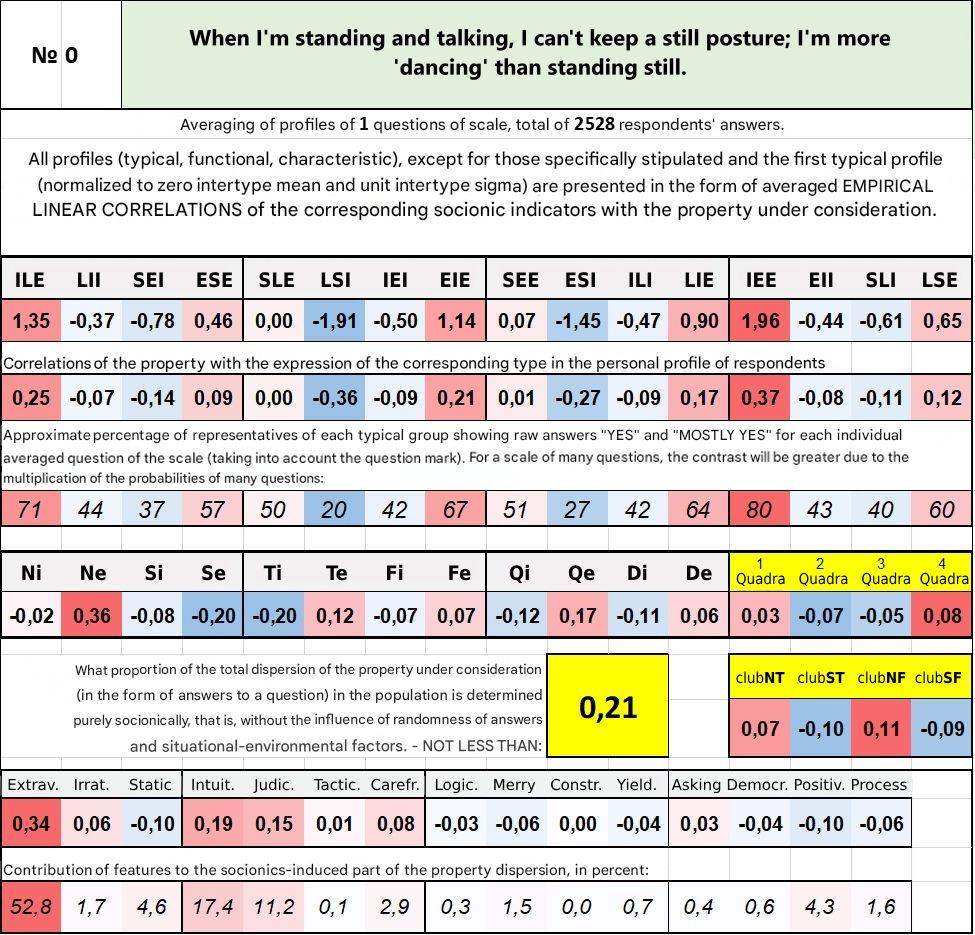 № 0
When I'm standing and talking, I can't keep a still posture; I'm more
'dancing' than standing still.
Averaging of profiles of 1 questions of scale, total of 2528 respondents' answers.
All profiles (typical, functional, characteristic), except for those specifically stipulated and the first typical profile
(normalized to zero intertype mean and unit intertype sigma) are presented in the form of averaged EMPIRICAL
LINEAR CORRELATIONS of the corresponding socionic indicators with the property under consideration.
ILE LII SEI ESE SLE LSI IEI EIE SEE ESI ILI LIE IEE EII SLI LSE
1,35 -0,37 -0,78 0,46 0,00 -1,91 -0,50 1,14 0,07 -1,45 -0,47 0,90 1,96 -0,44 -0,61 0,65
Correlations of the property with the expression of the corresponding type in the personal profile of respondents
0,25 -0,07 -0,14 0,09 0,00 -0,36 -0,09 0,21 0,01 -0,27 -0,09 0,17 0,37 -0,08 -0,11 0,12
Approximate percentage of representatives of each typical group showing raw answers "YES" and "MOSTLY YES" for each individual
averaged question of the scale (taking into account the question mark). For a scale of many questions, the contrast will be greater due to the
multiplication of the probabilities of many questions:
71 44 37 57 50 20 42 67 51 27 42 64 80 43 40 60
Ni Ne Si Se Ti Te Fi Fe Qi Qe Di De 1 Quadra 2 Quadra 3 Quadra 4 Quadra
-0,02 0,36 -0,08 -0,20 -0,20 0,12 -0,07 0,07 -0,12 0,17 -0,11 0,06 0,03 -0,07 -0,05 0,08
What proportion of the total dispersion of the property under consideration
(in the form of answers to a question) in the population is determined
purely socionically, that is, without the influence of randomness of answers
and situational-environmental factors. - NOT LESS THAN:
0,21
clubNT clubST clubNF clubSF
0,07 -0,10 0,11 -0,09
Extrav. Irrat. Static Intuit. Judic. Tactic. Carefr. Logic. Merry Constr. Yield. Asking Democr. Positiv. Process
0,34 0,06 -0,10 0,19 0,15 0,01 0,08 -0,03 -0,06 0,00 -0,04 0,03 -0,04 -0,10 -0,06
Contribution of features to the socionics-induced part of the property dispersion, in percent:
52,8 1,7 4,6 17,4 11,2 0,1 2,9 0,3 1,5 0,0 0,7 0,4 0,6 4,3 1,6